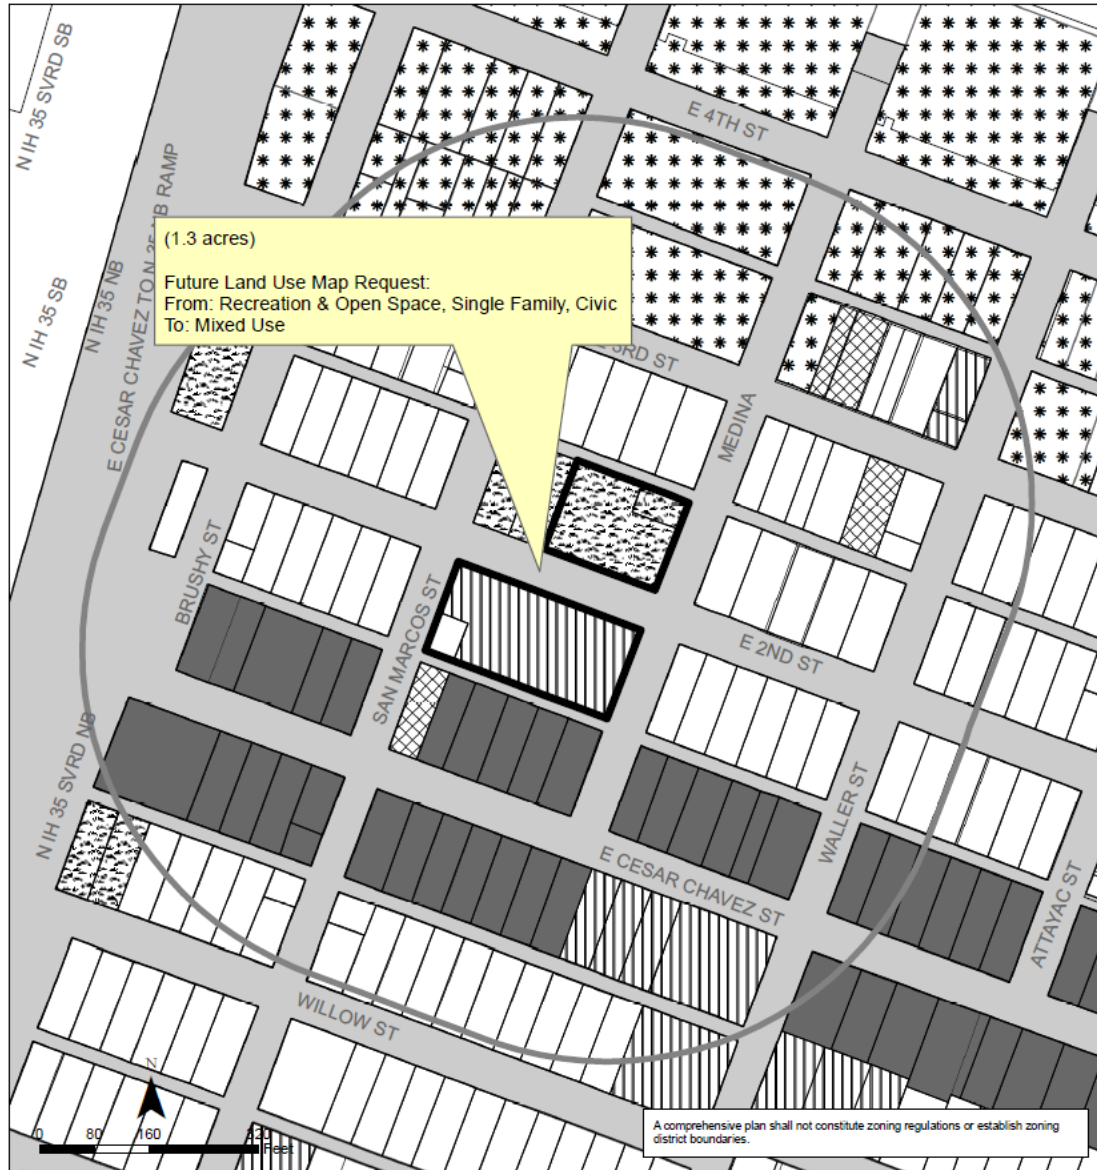 N IH 35 SVRD SB
E 4TH ST
E CESAR CHAVEZ TO N 35 NB RAMP
(1.3 acres)
Future Land Use Map Request:
From: Recreation & Open Space, Single Family, Civic
To: Mixed Use
N IH 35 SB
N IH 35 NB
3RD ST
MEDINA
BRUSHY ST
SAN MARCOS ST
E 2ND ST
N IH 35 SVRD NB
WALLER ST
E CESAR CHAVEZ ST
ATTAYAC ST
WILLOW ST
N
0 80 160 320
Feet
A comprehensive plan shall not constitute zoning regulations or establish zoning
district boundaries.